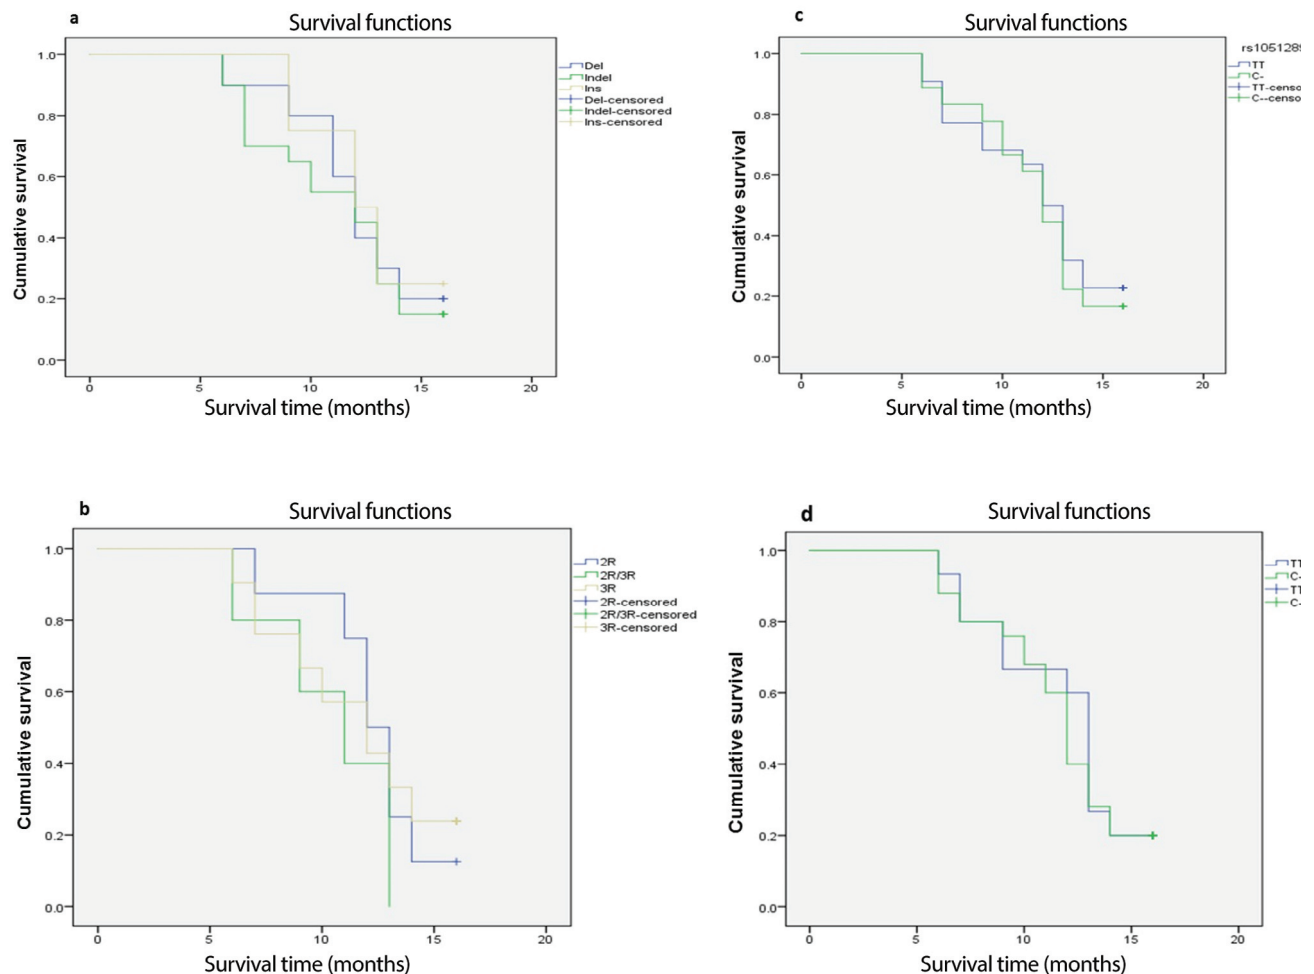 a
Survival functions
Cumulative survival
1.0
0.8
0.6
0.4
0.2
0.0
0 5 10 15 20
Survival time (months)
Del
Indel
Ins
Del-censored
Indel-censored
Ins-censored
c
Survival functions
Cumulative survival
1.0
0.8
0.6
0.4
0.2
0.0
0 5 10 15 20
Survival time (months)
rs105128
TT
C-
TT-censo
C--censo
b
Survival functions
Cumulative survival
1.0
0.8
0.6
0.4
0.2
0.0
0 5 10 15 20
Survival time (months)
2R
2R/3R
3R
2R-censored
2R/3R-censored
3R-censored
d
Survival functions
Cumulative survival
1.0
0.8
0.6
0.4
0.2
0.0
0 5 10 15 20
Survival time (months)
TT
C-
TT
C-